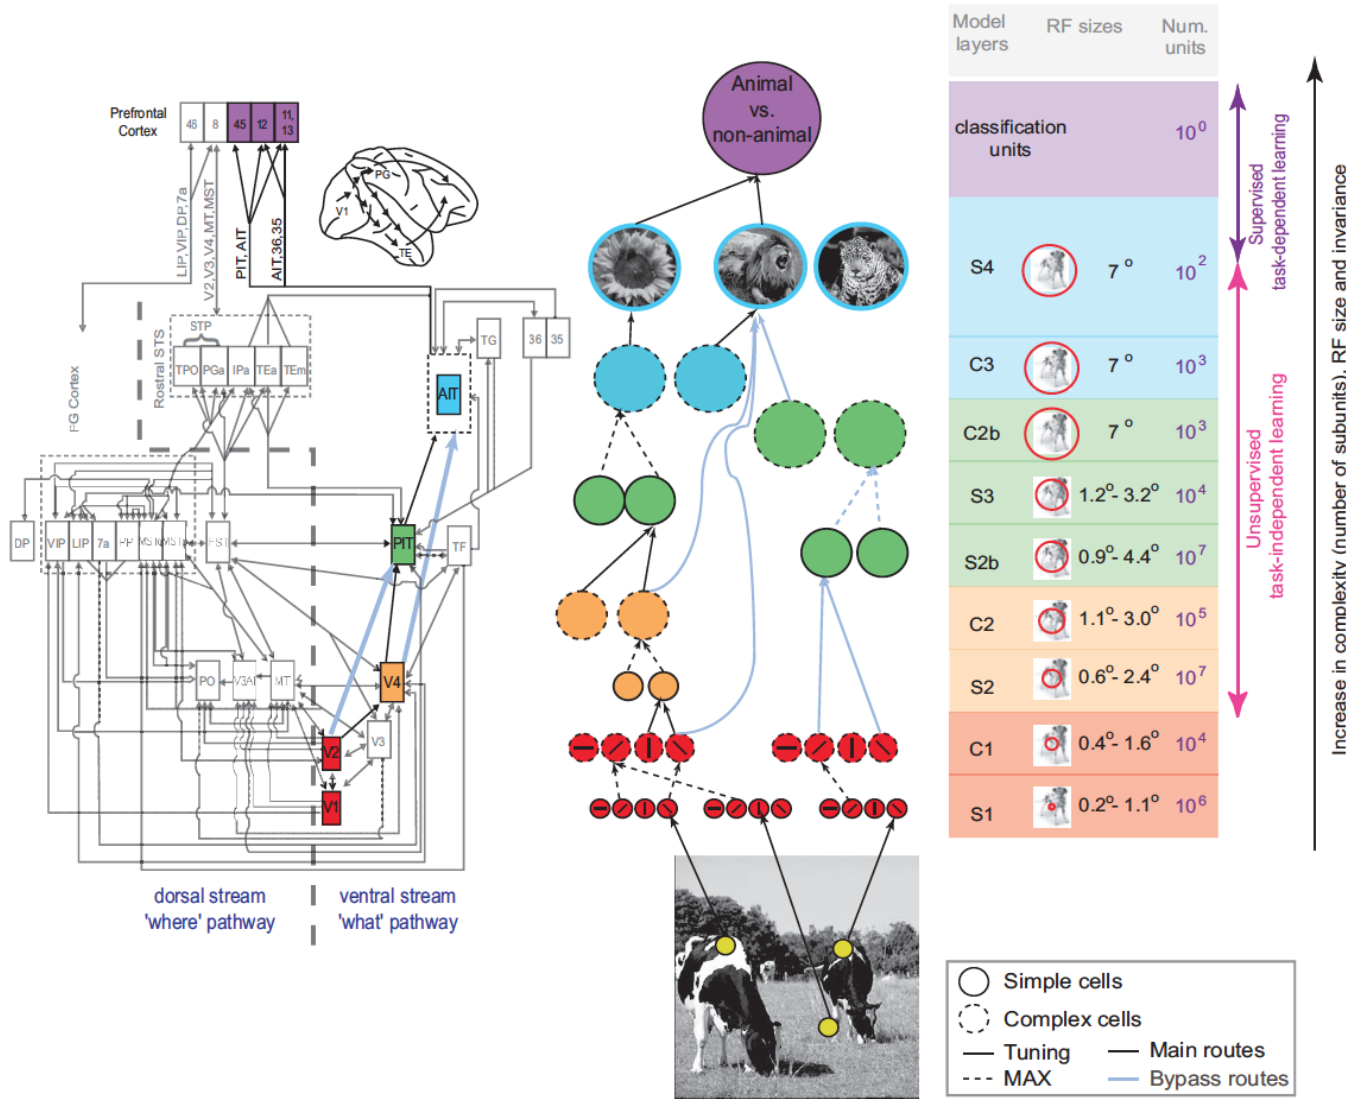 Model layers
RF sizes
Num. units
Prefrontal Cortex
46
8
45
12
11, 13
LIP,VIP,DP,7a
V2,V3,V4,MT,MST
PIT, AIT
AIT,36,35
V1
PG
TE
Animal
vs.
non-animal
classification
units
10⁰
S4
7 °
10²
C3
7 °
10³
C2b
7 °
10³
S3
1.2°- 3.2°
10⁴
S2b
0.9°- 4.4°
10⁷
C2
1.1°- 3.0°
10⁵
S2
0.6°- 2.4°
10⁷
C1
0.4°- 1.6°
10⁴
S1
0.2°- 1.1°
10⁶
Supervised
task-dependent learning
Unsupervised
task-independent learning
Increase in complexity (number of subunits), RF size and invariance
STP
Rostral STS
TPO
PGa
IPa
TEa
TEm
TG
36
35
AIT
DP
VIP
LIP
7a
PP
FST
PIT
TF
PO
V3A
MT
V4
V2
V3
V1
dorsal stream
'where' pathway
ventral stream
'what' pathway
Simple cells
Complex cells
Tuning
Main routes
MAX
Bypass routes